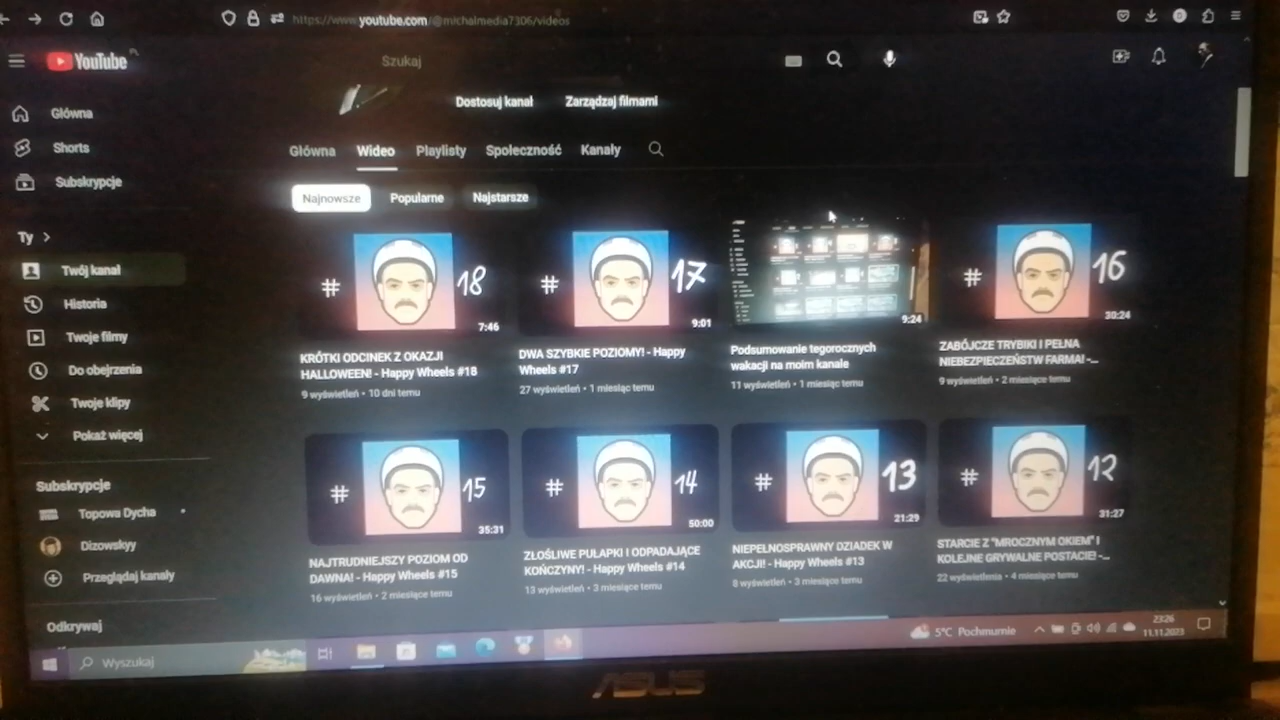 https://www.youtube.com/@michalmedia7306/videos
YouTube PL
Szukaj
Dostosuj kanał
Zarządzaj filmami
Główna
Shorts
Subskrypcje
Ty
Twój kanał
Historia
Twoje filmy
Do obejrzenia
Twoje klipy
Pokaż więcej
Subskrypcje
Topowa Dycha
Dizowskyy
Przeglądaj kanały
Odkrywaj
Główna
Wideo
Playlisty
Społeczność
Kanały
Najnowsze
Popularne
Najstarsze
# 18
7:46
KRÓTKI ODCINEK Z OKAZJI
HALLOWEEN! - Happy Wheels #18
9 wyświetleń • 10 dni temu
# 17
9:01
DWA SZYBKIE POZIOMY! - Happy
Wheels #17
27 wyświetleń • 1 miesiąc temu
9:24
Podsumowanie tegorocznych
wakacji na moim kanale
11 wyświetleń • 1 miesiąc temu
# 16
30:24
ZABÓJCZE TRYBIKI I PEŁNA
NIEBEZPIECZEŃSTW FARMA! -...
9 wyświetleń • 2 miesiące temu
# 15
35:31
NAJTRUDNIEJSZY POZIOM OD
DAWNA! - Happy Wheels #15
16 wyświetleń • 2 miesiące temu
# 14
50:00
ZŁOŚLIWE PUŁAPKI I ODPADAJĄCE
KOŃCZYNY! - Happy Wheels #14
13 wyświetleń • 3 miesiące temu
# 13
21:29
NIEPEŁNOSPRAWNY DZIADEK W
AKCJI! - Happy Wheels #13
8 wyświetleń • 3 miesiące temu
# 12
31:27
STARCIE Z "MROCZNYM OKIEM" I
KOLEJNE GRYWALNE POSTACIE! -...
22 wyświetlenia • 4 miesiące temu
Wyszukaj
5°C Pochmurnie
23:26
11.11.2023
ASUS